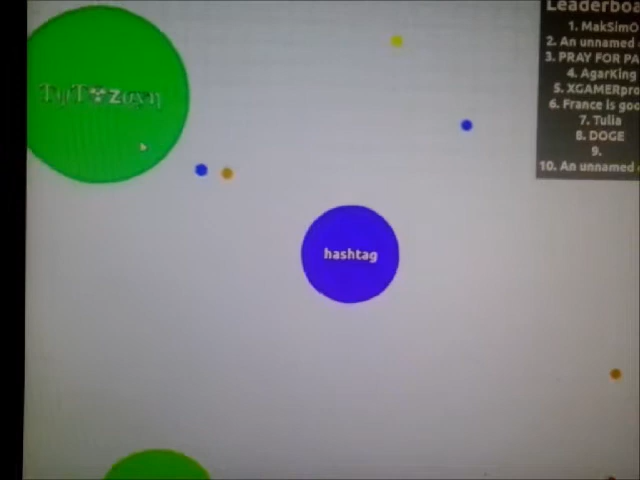 Leaderboa
1. MakSimO
2. An unnamed
3. PRAY FOR PA
4. AgarKing
5. XGAMERpro
6. France is goo
7. Tulia
8. DOGE
9.
10. An unnamed
hashtag